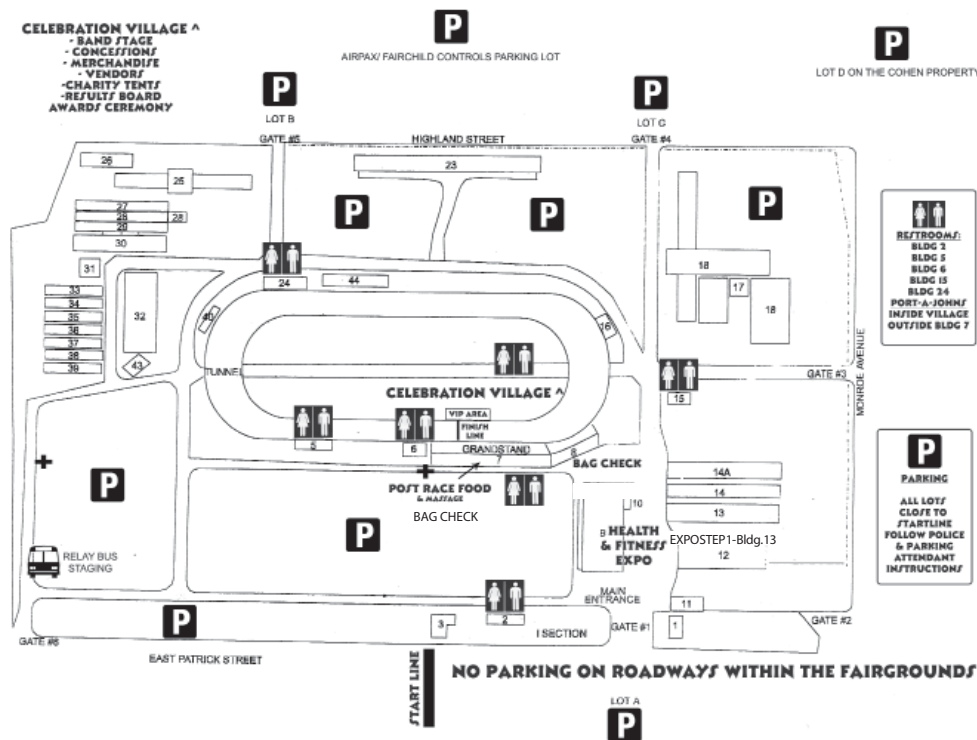 CELEBRATION VILLAGE ^
- BAND STAGE
- CONCESSIONS
- MERCHANDISE
- VENDORS
-CHARITY TENTS
-RESULTS BOARD
AWARDS CEREMONY
P
AIRPAX/ FAIRCHILD CONTROLS PARKING LOT
P
LOT D ON THE COHEN PROPERTY
P
LOT B
GATE #5
HIGHLAND STREET
P
LOT C
GATE #4
26
25
23
27
28
28
29
30
P
P
P
31
24
44
18
17
18
33
34
35
36
37
38
39
32
43
40
16
TUNNEL
RESTROOMS:
BLDG 2
BLDG 5
BLDG 6
BLDG 15
BLDG 24
PORT-A-JOHNS
INSIDE VILLAGE
OUTSIDE BLDG 7
MONROE AVENUE
GATE #3
15
CELEBRATION VILLAGE ^
VIP AREA
FINISH
LINE
5
6
GRANDSTAND
7
8
BAG CHECK
POST RACE FOOD
& MASSAGE
BAG CHECK
P
P
14A
14
13
EXPOSTEP1-Bldg.13
12
10
9
HEALTH
& FITNESS
EXPO
P
PARKING
ALL LOTS
CLOSE TO
STARTLINE
FOLLOW POLICE
& PARKING
ATTENDANT
INSTRUCTIONS
RELAY BUS
STAGING
MAIN
ENTRANCE
11
1
GATE #1
GATE #2
2
3
I SECTION
P
GATE #6
EAST PATRICK STREET
START LINE
NO PARKING ON ROADWAYS WITHIN THE FAIRGROUNDS
LOT A
P